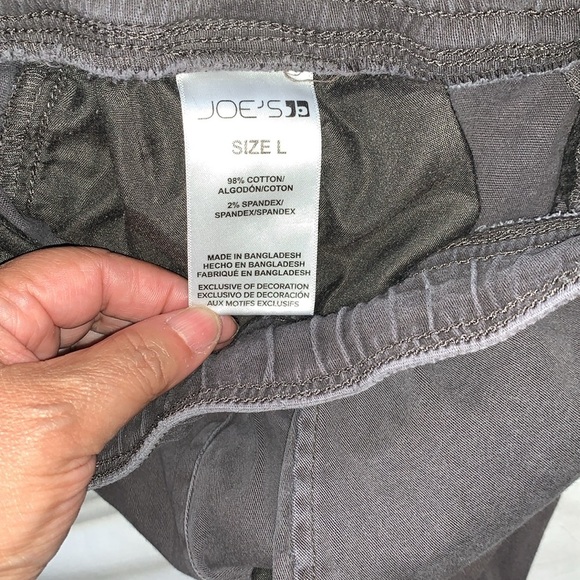 JOE'S
SIZE L
98% COTTON/
ALGODÓN/COTON
2% SPANDEX/
SPANDEX/SPANDEX
MADE IN BANGLADESH
HECHO EN BANGLADESH
FABRIQUÉ EN BANGLADESH
EXCLUSIVE OF DECORATION
EXCLUSIVO DE DECORACIÓN
AUX MOTIFS EXCLUSIFS